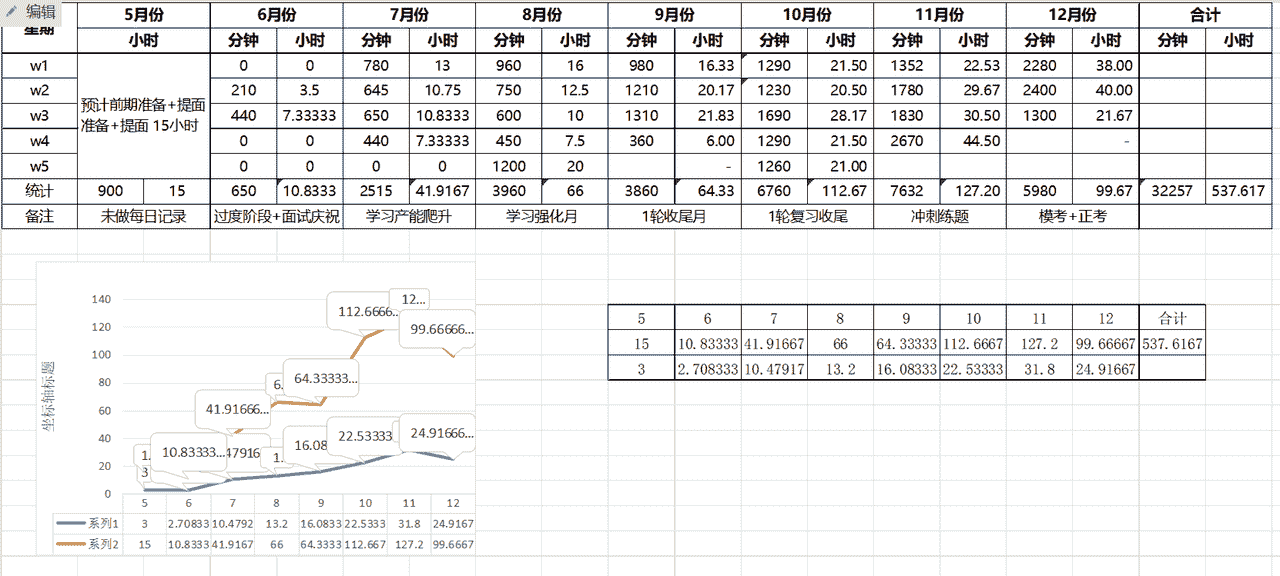 编辑
星期 5月份 6月份 7月份 8月份 9月份 10月份 11月份 12月份 合计
小时 分钟 小时 分钟 小时 分钟 小时 分钟 小时 分钟 小时 分钟 小时 分钟 小时 分钟 小时
w1 0 0 780 13 960 16 980 16.33 1290 21.50 1352 22.53 2280 38.00
w2 210 3.5 645 10.75 750 12.5 1210 20.17 1230 20.50 1780 29.67 2400 40.00
预计前期准备+提面
准备+提面 15小时
w3 440 7.33333 650 10.8333 600 10 1310 21.83 1690 28.17 1830 30.50 1300 21.67
w4 0 0 440 7.33333 450 7.5 360 6.00 1290 21.50 2670 44.50 -
w5 0 0 0 0 1200 20 - 1260 21.00
统计 900 15 650 10.8333 2515 41.9167 3960 66 3860 64.33 6760 112.67 7632 127.20 5980 99.67 32257 537.617
备注 未做每日记录 过度阶段+面试庆祝 学习产能爬升 学习强化月 1轮收尾月 1轮复习收尾 冲刺练题 模考+正考
140
120
100
80
60
40
20
0
坐标轴标题
112.6666...
12...
99.66666...
6.
64.33333...
41.91666...
1.
3
10.83333...
47916
1.
16.08
22.53333
24.91666...
5 6 7 8 9 10 11 12
系列1 3 2.70833 10.4792 13.2 16.0833 22.5333 31.8 24.9167
系列2 15 10.8333 41.9167 66 64.3333 112.667 127.2 99.6667
5 6 7 8 9 10 11 12 合计
15 10.83333 41.91667 66 64.33333 112.6667 127.2 99.66667 537.6167
3 2.708333 10.47917 13.2 16.08333 22.53333 31.8 24.91667